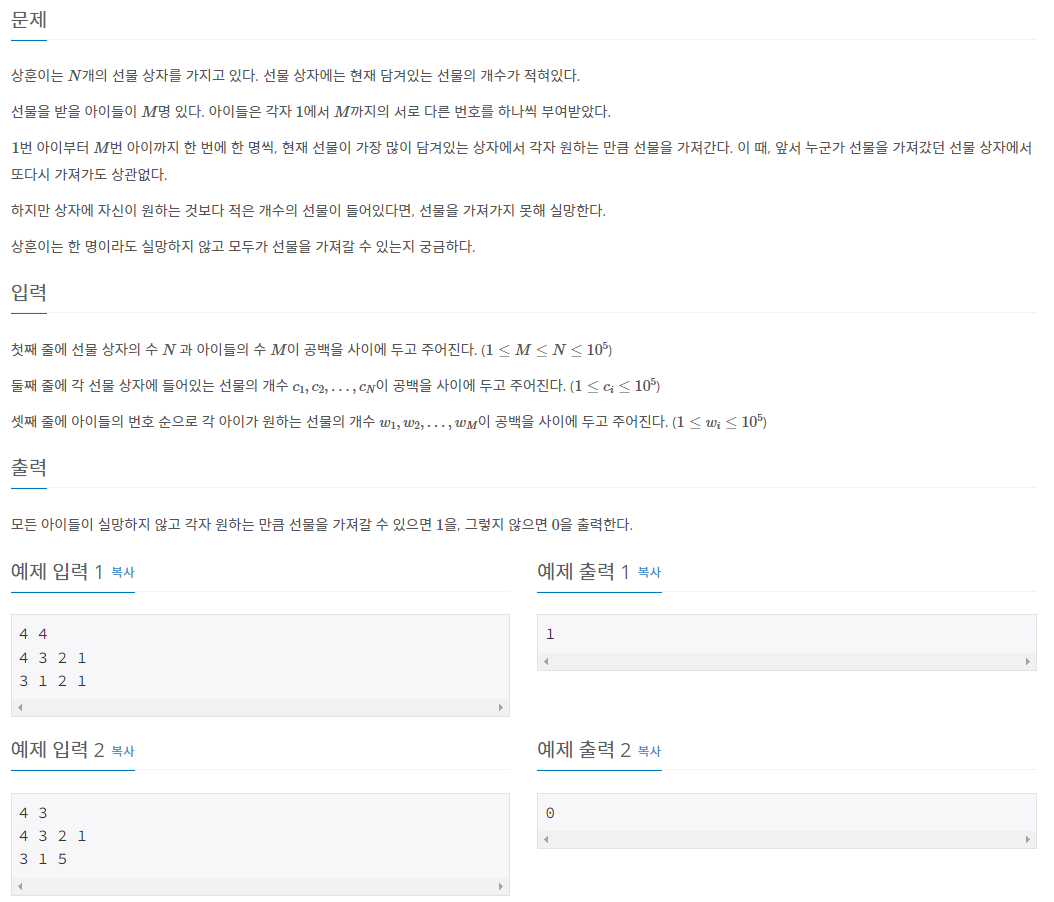 문제
상훈이는 N개의 선물 상자를 가지고 있다. 선물 상자에는 현재 담겨있는 선물의 개수가 적혀있다.
선물을 받을 아이들이 M명 있다. 아이들은 각자 1에서 M까지의 서로 다른 번호를 하나씩 부여받았다.
1번 아이부터 M번 아이까지 한 번에 한 명씩, 현재 선물이 가장 많이 담겨있는 상자에서 각자 원하는 만큼 선물을 가져간다. 이 때, 앞서 누군가 선물을 가져갔던 선물 상자에서
또다시 가져가도 상관없다.
하지만 상자에 자신이 원하는 것보다 적은 개수의 선물이 들어있다면, 선물을 가져가지 못해 실망한다.
상훈이는 한 명이라도 실망하지 않고 모두가 선물을 가져갈 수 있는지 궁금하다.
입력
첫째 줄에 선물 상자의 수 N 과 아이들의 수 M이 공백을 사이에 두고 주어진다. (1 ≤ M ≤ N ≤ 10⁵)
둘째 줄에 각 선물 상자에 들어있는 선물의 개수 c₁, c₂, . . . , c_N이 공백을 사이에 두고 주어진다. (1 ≤ cᵢ ≤ 10⁵)
셋째 줄에 아이들의 번호 순으로 각 아이가 원하는 선물의 개수 w₁, w₂, . . . , w_M이 공백을 사이에 두고 주어진다. (1 ≤ wᵢ ≤ 10⁵)
출력
모든 아이들이 실망하지 않고 각자 원하는 만큼 선물을 가져갈 수 있으면 1을, 그렇지 않으면 0을 출력한다.
예제 입력 1 복사
4 4
4 3 2 1
3 1 2 1
예제 출력 1 복사
1
예제 입력 2 복사
4 3
4 3 2 1
3 1 5
예제 출력 2 복사
0